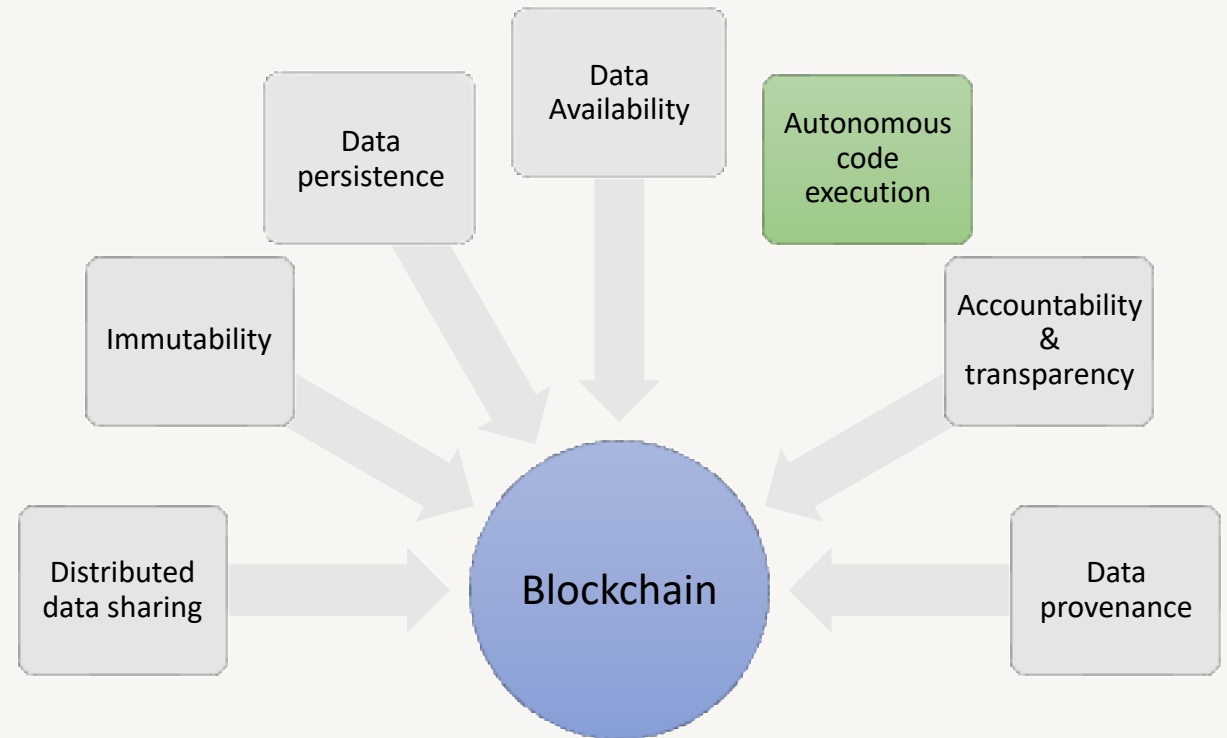 Data
Availability
Data
persistence
Autonomous
code
execution
Immutability
Accountability
&
transparency
Distributed
data sharing
Blockchain
Data
provenance